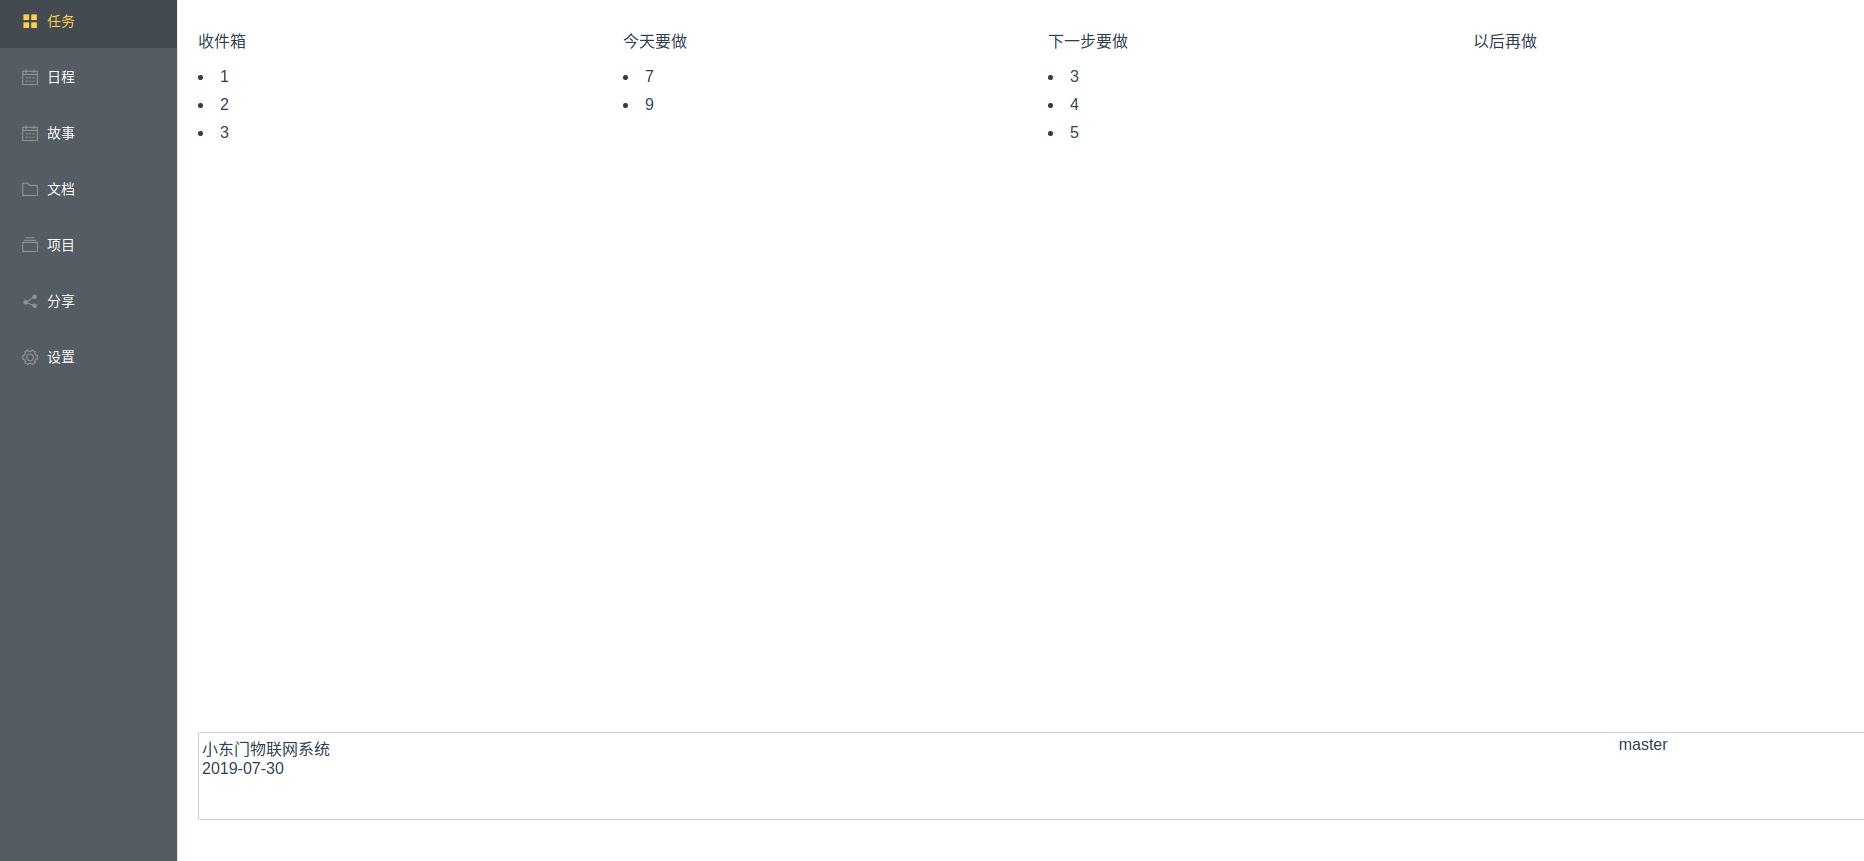 任务
日程
故事
文档
项目
分享
设置
收件箱
1
2
3
今天要做
7
9
下一步要做
3
4
5
以后再做
小东门物联网系统
2019-07-30
master